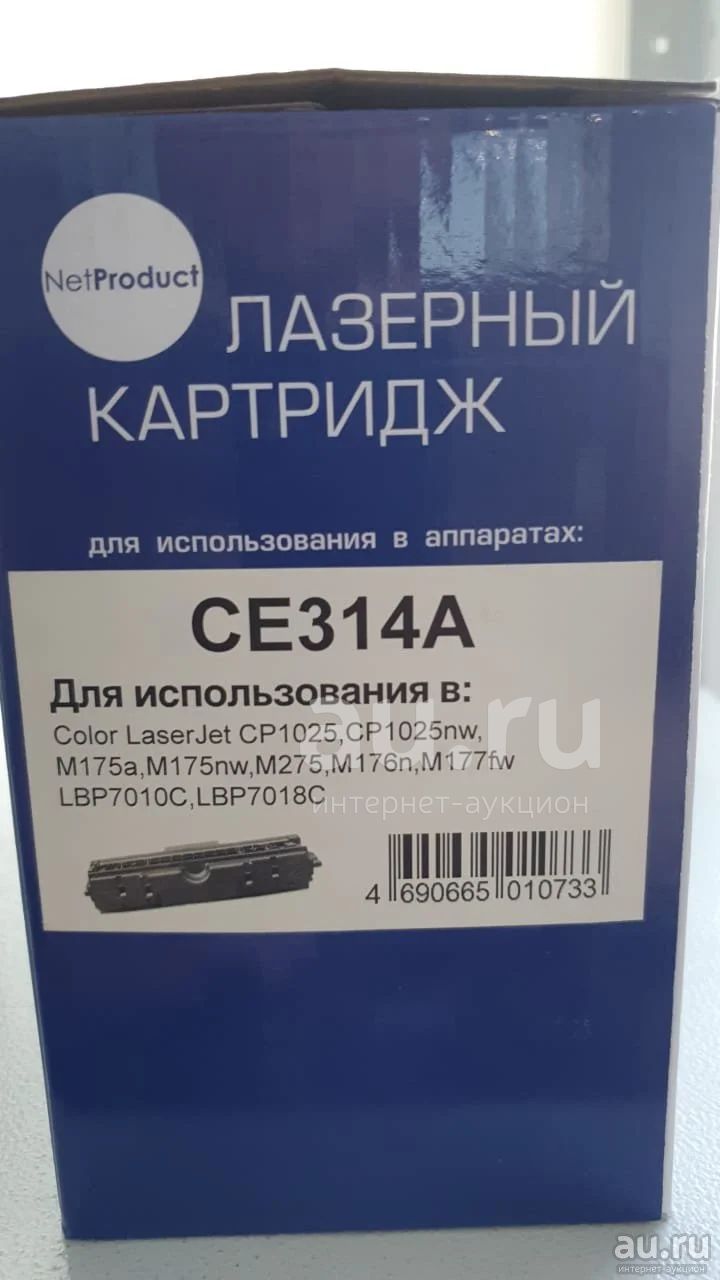 NetProduct
ЛАЗЕРНЫЙ
КАРТРИДЖ
для использования в аппаратах:
CE314A
Для использования в:
Color LaserJet CP1025,CP1025nw,
M175a,M175nw,M275,M176n,M177fw
LBP7010C,LBP7018C
4 690665 010733
au.ru
интернет-аукцион
au.ru
интернет-аукцион